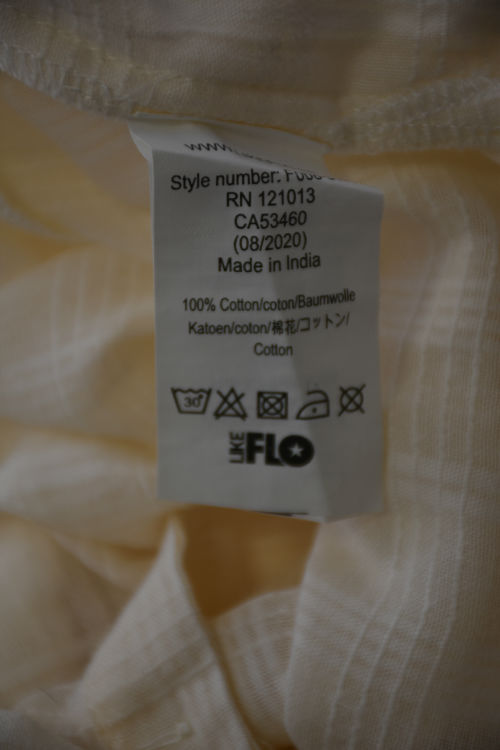 Style number:
RN 121013
CA53460
(08/2020)
Made in India
100% Cotton/coton/Baumwolle
Katoen/coton/棉花/コットン/
Cotton
30°
LIKE FLO